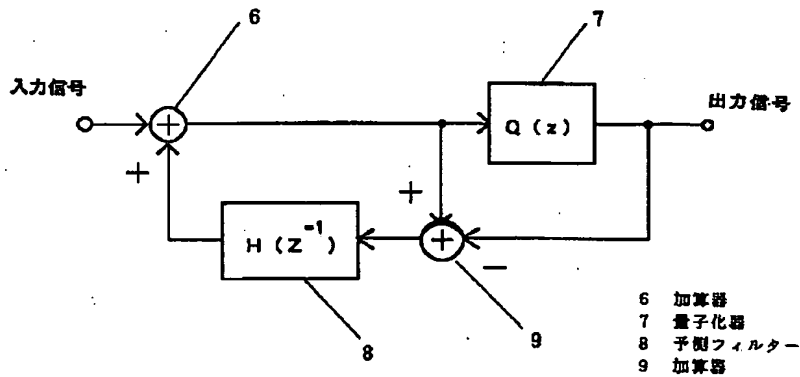 6
7
入力信号
出力信号
+
Q(z)
+
+
+
H(Z⁻¹)
+
−
8
9
6 加算器
7 量子化器
8 予測フィルター
9 加算器